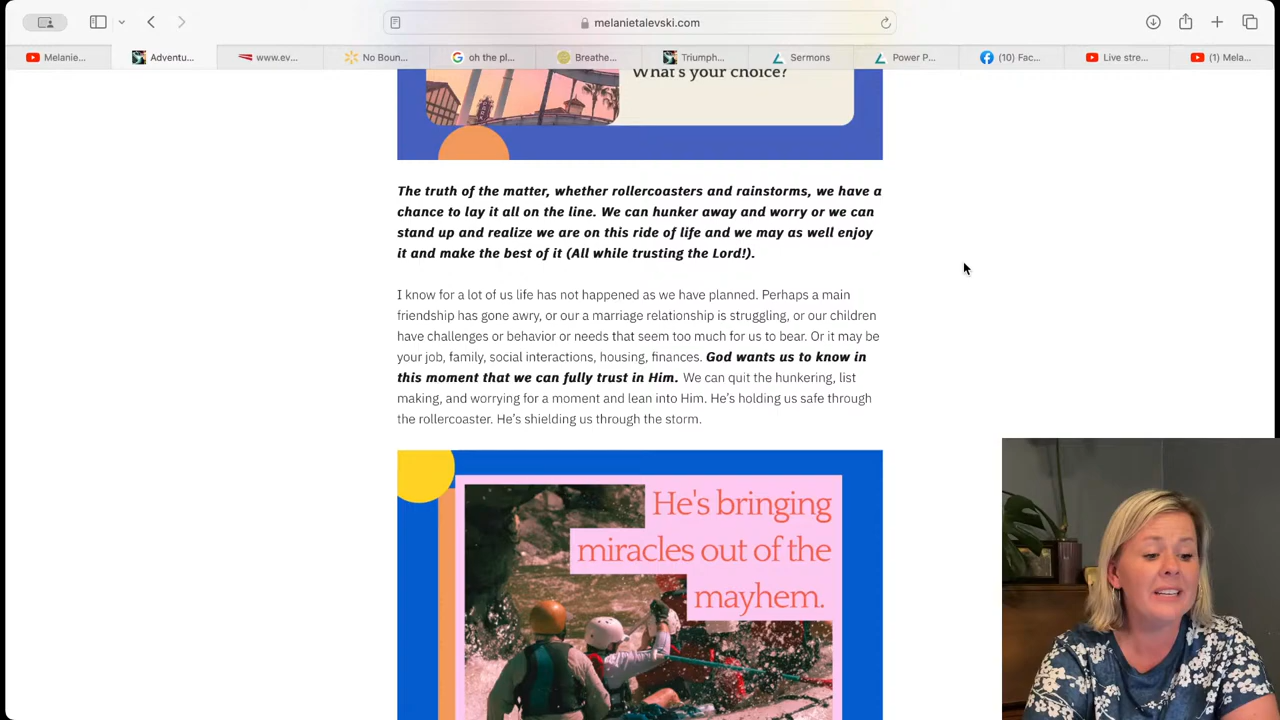 melanietalevski.com
Melanie...
Adventu...
www.ev...
No Boun...
oh the pl...
Breathe...
Triumph...
Sermons
Power P...
(10) Fac...
Live stre...
(1) Mela...
What's your choice?
The truth of the matter, whether rollercoasters and rainstorms, we have a
chance to lay it all on the line. We can hunker away and worry or we can
stand up and realize we are on this ride of life and we may as well enjoy
it and make the best of it (All while trusting the Lord!).
I know for a lot of us life has not happened as we have planned. Perhaps a main
friendship has gone awry, or our a marriage relationship is struggling, or our children
have challenges or behavior or needs that seem too much for us to bear. Or it may be
your job, family, social interactions, housing, finances. God wants us to know in
this moment that we can fully trust in Him. We can quit the hunkering, list
making, and worrying for a moment and lean into Him. He's holding us safe through
the rollercoaster. He's shielding us through the storm.
He's bringing
miracles out of the
mayhem.